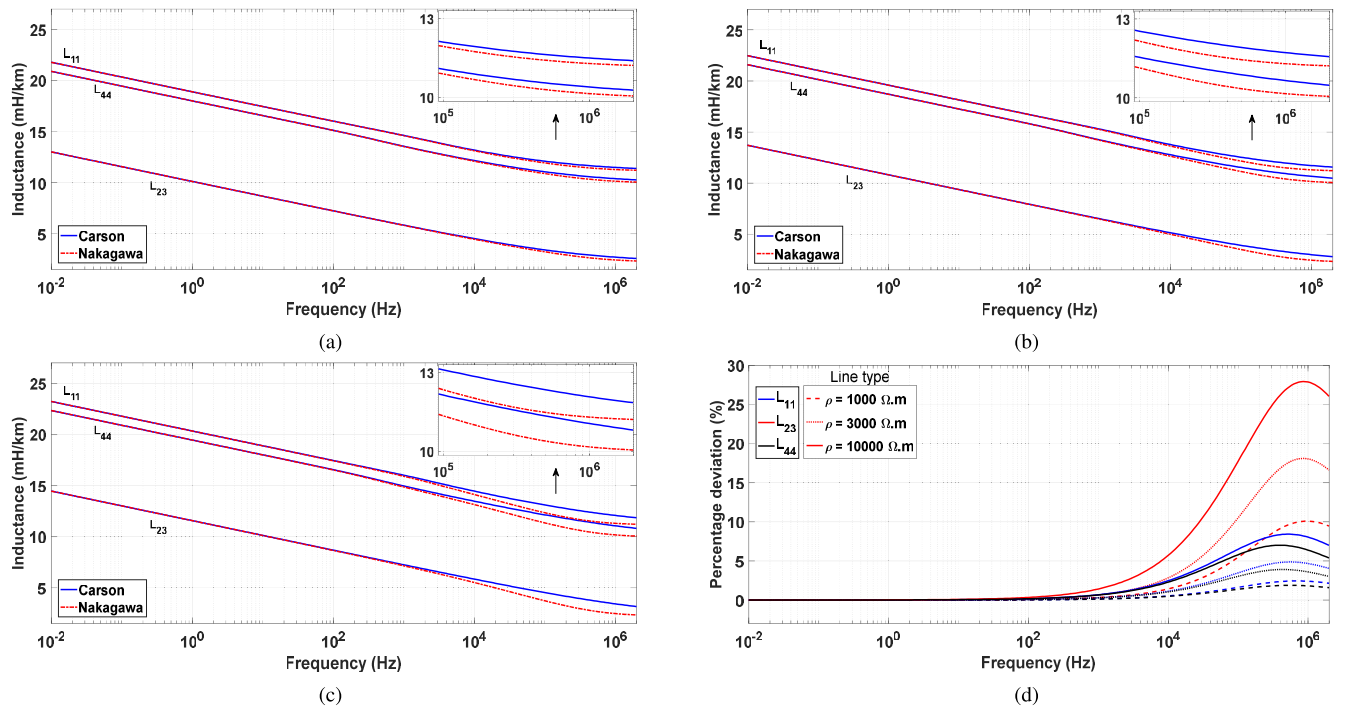 Inductance (mH/km)
25
20
15
10
5
L11
L44
L23
13
10
10^5
10^6
Carson
Nakagawa
10^-2
10^0
10^2
10^4
10^6
Frequency (Hz)
(a)
Inductance (mH/km)
25
20
15
10
5
L11
L44
L23
13
10
10^5
10^6
Carson
Nakagawa
10^-2
10^0
10^2
10^4
10^6
Frequency (Hz)
(b)
Inductance (mH/km)
25
20
15
10
5
L11
L44
L23
13
10
10^5
10^6
Carson
Nakagawa
10^-2
10^0
10^2
10^4
10^6
Frequency (Hz)
(c)
Percentage deviation (%)
30
25
20
15
10
5
0
L11
L23
L44
Line type
ρ = 1000 Ω.m
ρ = 3000 Ω.m
ρ = 10000 Ω.m
10^-2
10^0
10^2
10^4
10^6
Frequency (Hz)
(d)